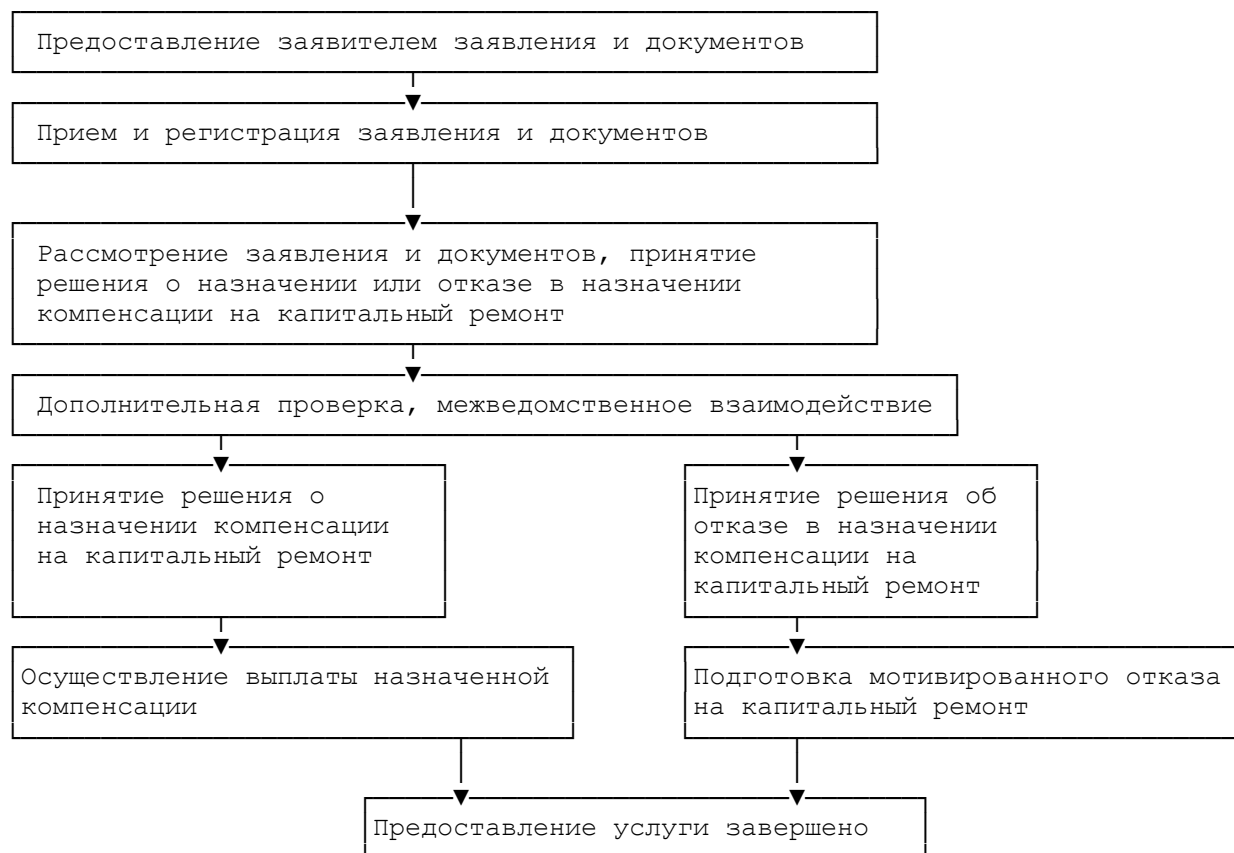 Предоставление заявителем заявления и документов
Прием и регистрация заявления и документов
Рассмотрение заявления и документов, принятие
решения о назначении или отказе в назначении
компенсации на капитальный ремонт
Дополнительная проверка, межведомственное взаимодействие
Принятие решения о
назначении компенсации
на капитальный ремонт
Принятие решения об
отказе в назначении
компенсации на
капитальный ремонт
Осуществление выплаты назначенной
компенсации
Подготовка мотивированного отказа
на капитальный ремонт
Предоставление услуги завершено